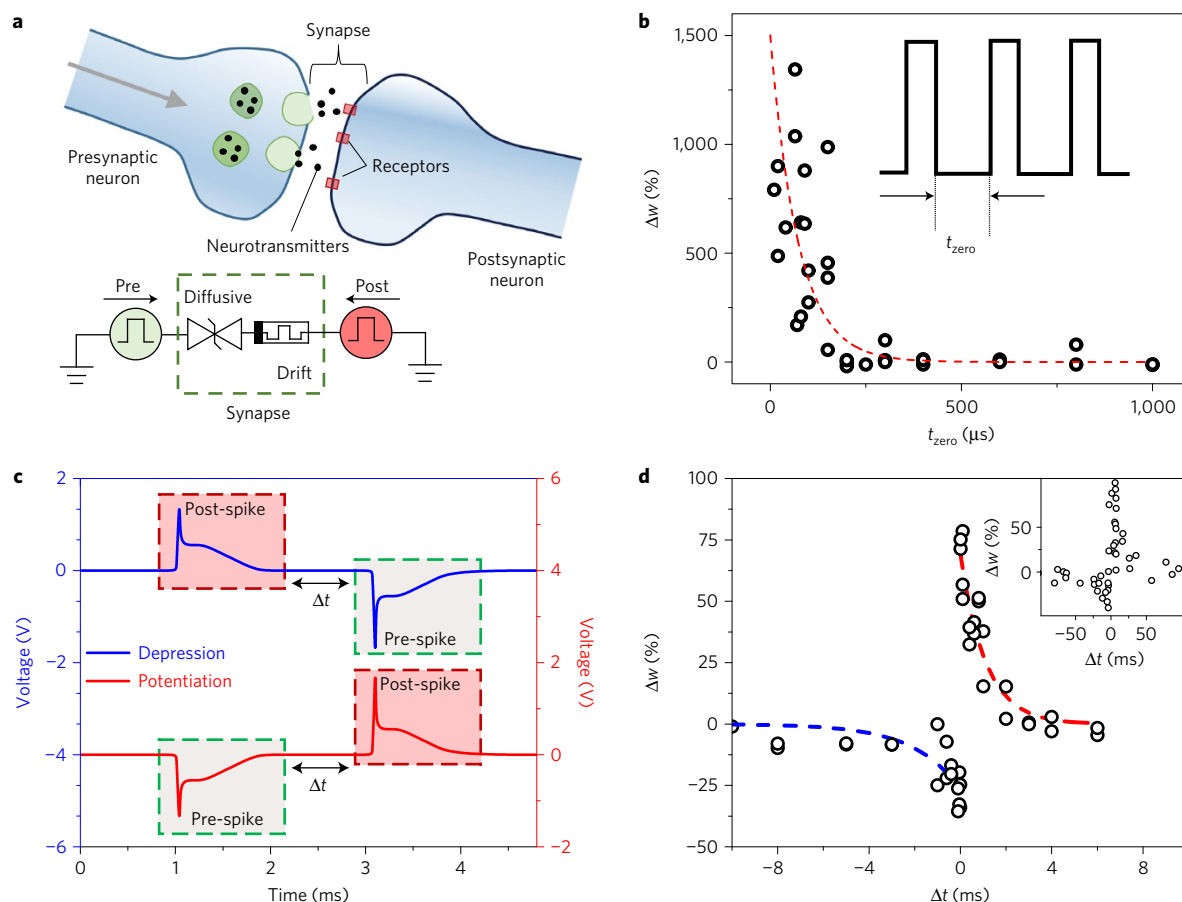 a
Synapse
Presynaptic
neuron
Receptors
Neurotransmitters
Postsynaptic
neuron
Pre
Diffusive
Post
Drift
Synapse
b
1,500
1,000
500
0
Δw (%)
t_zero
0
500
1,000
t_zero (μs)
c
2
0
−2
−4
−6
Voltage (V)
6
4
2
0
−2
Voltage (V)
Post-spike
Δt
Pre-spike
Depression
Potentiation
Post-spike
Δt
Pre-spike
0
1
2
3
4
Time (ms)
d
100
75
50
25
0
−25
−50
Δw (%)
50
0
Δw (%)
−50
0
50
Δt (ms)
−8
−4
0
4
8
Δt (ms)